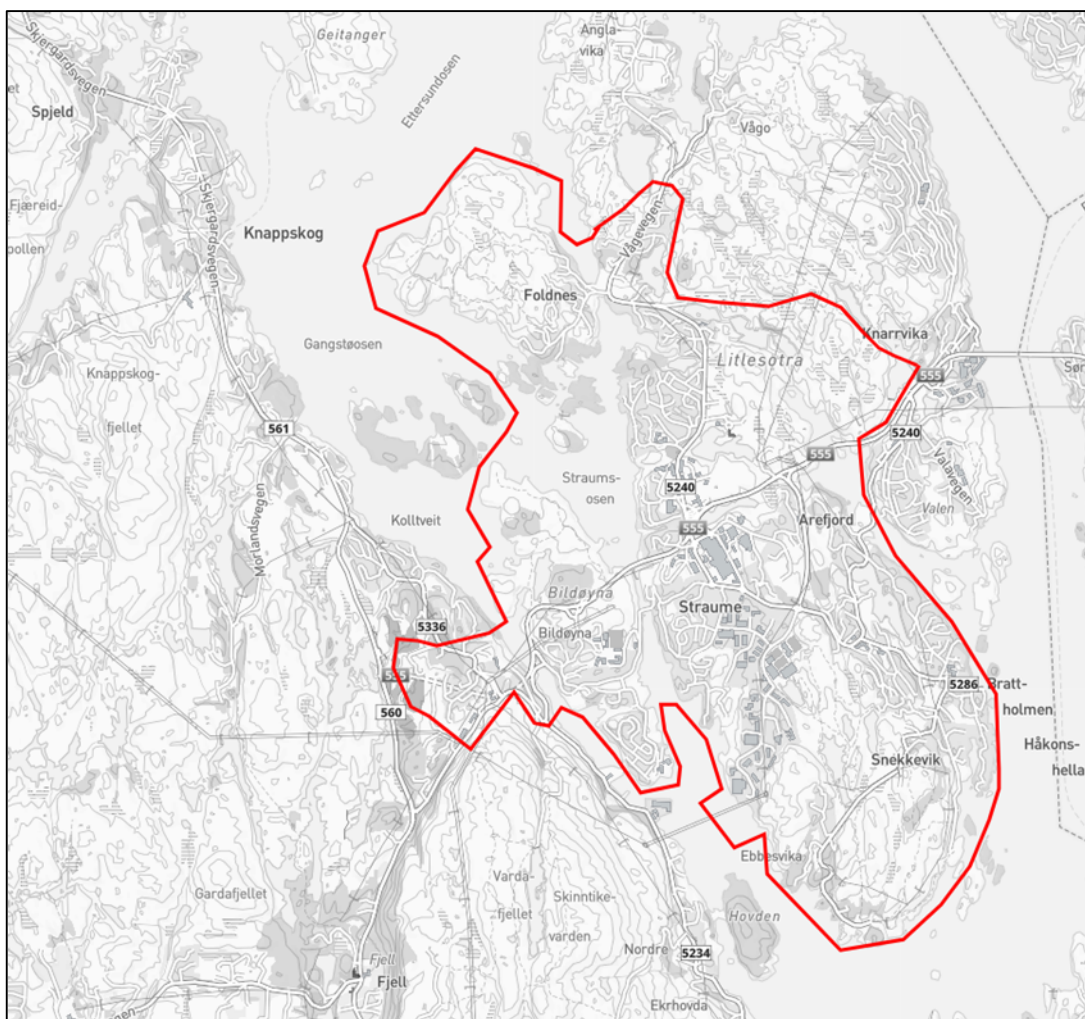 Geitanger
Angla-
vika
Skjergardsvegen
Ettersundosen
Spjeld
Vågo
Skjergardsvegen
Fjæreid-
pollen
Knappskog
Vågevegen
Foldnes
Knarrvika
Gangstøosen
Litlesotra
Knappskog-
fjellet
555
561
5240
Valavegen
555
Straums-
osen
5240
Valen
Kolltveit
Arefjord
555
Morlandsvegen
Bildøyna
Straume
5336
Bildøyna
555
5286
Bratt-
holmen
560
Håkons-
hella
Snekkevik
Ebbesvika
Gardafjellet
Varda-
fjellet
Skinntike-
varden
Hovden
Nordre
5234
Fjell
Fjell
Ekrhovda